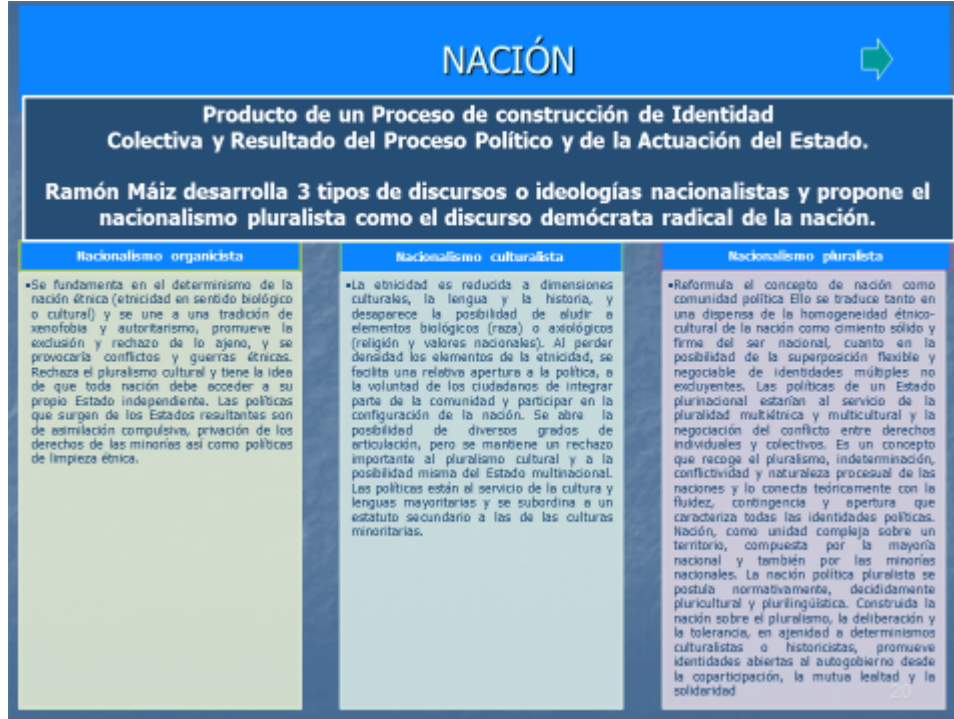 NACIÓN
Producto de un Proceso de construcción de Identidad
Colectiva y Resultado del Proceso Político y de la Actuación del Estado.
Ramón Máiz desarrolla 3 tipos de discursos o ideologías nacionalistas y propone el
nacionalismo pluralista como el discurso demócrata radical de la nación.
Nacionalismo organicista
▪Se fundamenta en el determinismo de la
nación étnica (etnicidad en sentido biológico
o cultural) y se une a una tradición de
xenofobia y autoritarismo, promueve la
exclusión y rechazo de lo ajeno, y se
provocaría conflictos y guerras étnicas.
Rechaza el pluralismo cultural y tiene la idea
de que toda nación debe acceder a su
propio Estado independiente. Las políticas
que surgen de los Estados resultantes son
de asimilación compulsiva, privación de los
derechos de las minorías así como políticas
de limpieza étnica.
Nacionalismo culturalista
▪La etnicidad es reducida a dimensiones
culturales, la lengua y la historia, y
desaparece la posibilidad de aludir a
elementos biológicos (raza) o axiológicos
(religión y valores nacionales). Al perder
densidad los elementos de la etnicidad, se
facilita una relativa apertura a la política, a
la voluntad de los ciudadanos de integrar
parte de la comunidad y participar en la
configuración de la nación. Se abre la
posibilidad de diversos grados de
articulación, pero se mantiene un rechazo
importante al pluralismo cultural y a la
posibilidad misma del Estado multinacional.
Las políticas están al servicio de la cultura y
lenguas mayoritarias y se subordina a un
estatuto secundario a las de las culturas
minoritarias.
Nacionalismo pluralista
▪Reformula el concepto de nación como
comunidad política Ello se traduce tanto en
una dispensa de la homogeneidad étnico-
cultural de la nación como cimiento sólido y
firme del ser nacional, cuanto en la
posibilidad de la superposición flexible y
negociable de identidades múltiples no
excluyentes. Las políticas de un Estado
plurinacional estarían al servicio de la
pluralidad multiétnica y multicultural y la
negociación del conflicto entre derechos
individuales y colectivos. Es un concepto
que recoge el pluralismo, indeterminación,
conflictividad y naturaleza procesual de las
naciones y lo conecta teóricamente con la
fluidez, contingencia y apertura que
caracteriza todas las identidades políticas.
Nación, como unidad compleja sobre un
territorio, compuesta por la mayoría
nacional y también por las minorías
nacionales. La nación política pluralista se
postula normativamente, decididamente
pluricultural y plurilingüística. Construida la
nación sobre el pluralismo, la deliberación y
la tolerancia, en ajenidad a determinismos
culturalistas o historicistas, promueve
identidades abiertas al autogobierno desde
la coparticipación, la mutua lealtad y la
solidaridad
20